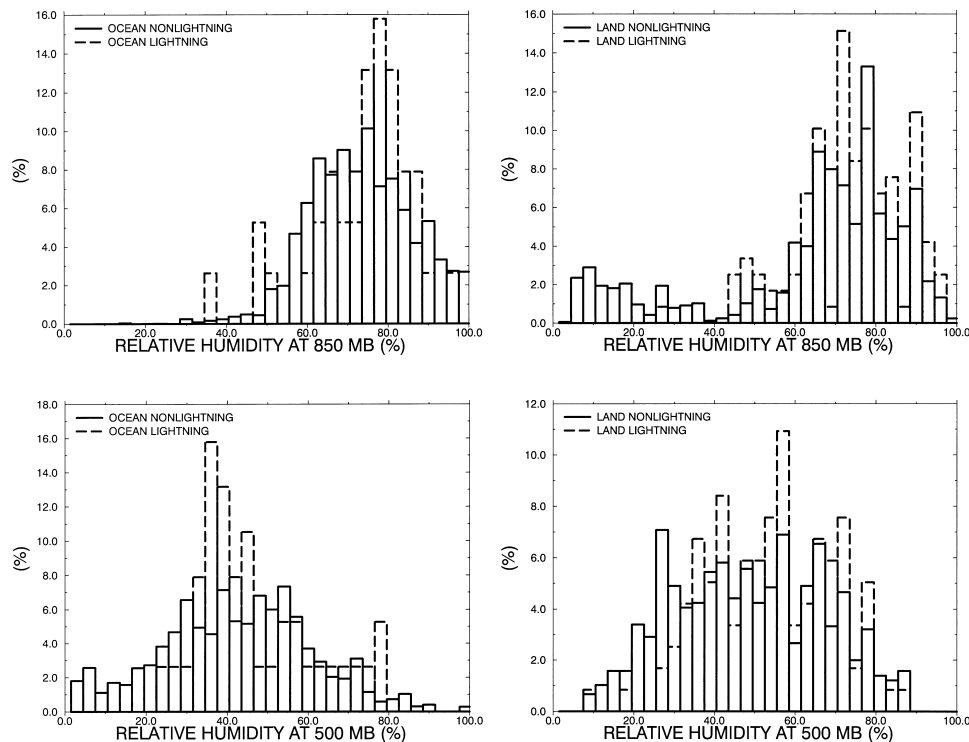 16.0
14.0
12.0
10.0
8.0
6.0
4.0
2.0
0.0
(%)
OCEAN NONLIGHTNING
OCEAN LIGHTNING
0.0 20.0 40.0 60.0 80.0 100.0
RELATIVE HUMIDITY AT 850 MB (%)
16.0
14.0
12.0
10.0
8.0
6.0
4.0
2.0
0.0
(%)
LAND NONLIGHTNING
LAND LIGHTNING
0.0 20.0 40.0 60.0 80.0 100.0
RELATIVE HUMIDITY AT 850 MB (%)
18.0
16.0
14.0
12.0
10.0
8.0
6.0
4.0
2.0
0.0
(%)
OCEAN NONLIGHTNING
OCEAN LIGHTNING
0.0 20.0 40.0 60.0 80.0 100.0
RELATIVE HUMIDITY AT 500 MB (%)
12.0
10.0
8.0
6.0
4.0
2.0
0.0
(%)
LAND NONLIGHTNING
LAND LIGHTNING
0.0 20.0 40.0 60.0 80.0 100.0
RELATIVE HUMIDITY AT 500 MB (%)